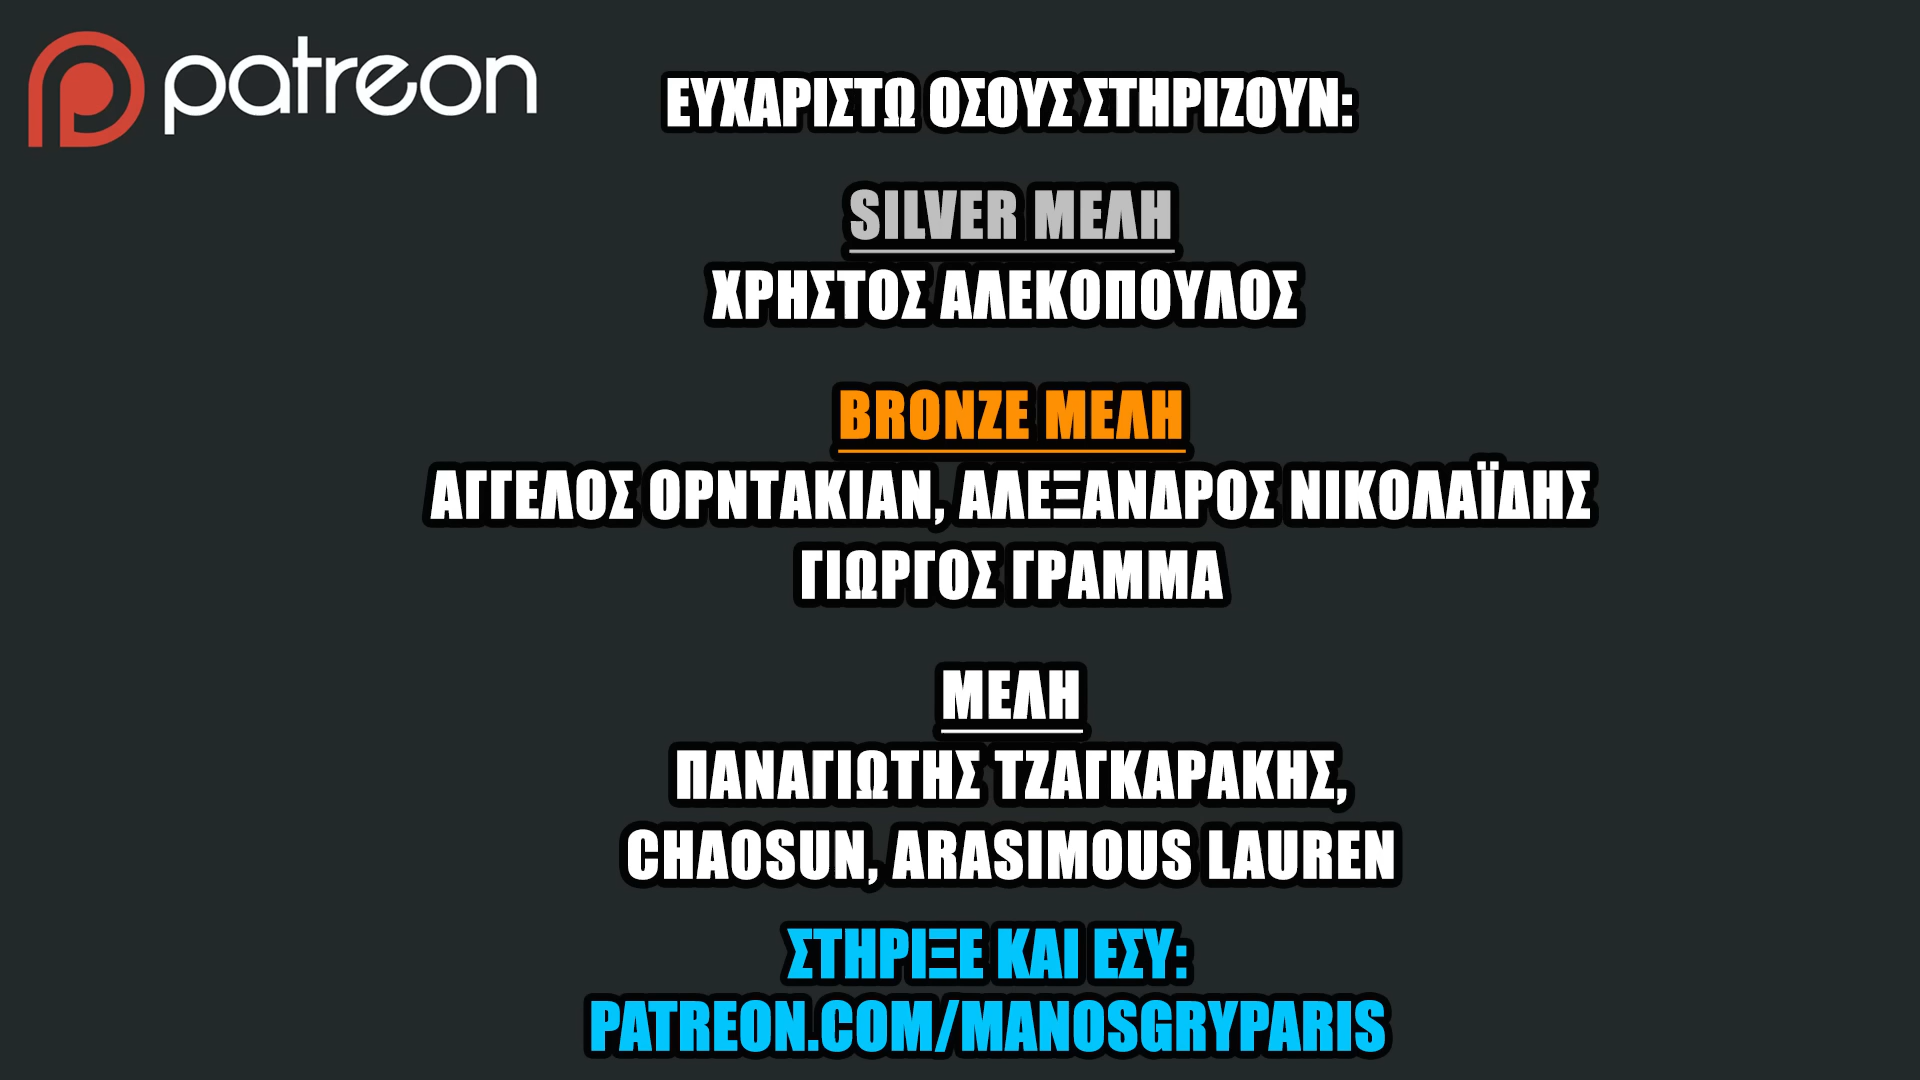 patreon
ΕΥΧΑΡΙΣΤΩ ΟΣΟΥΣ ΣΤΗΡΙΖΟΥΝ:
SILVER ΜΕΛΗ
ΧΡΗΣΤΟΣ ΑΛΕΚΟΠΟΥΛΟΣ
BRONZE ΜΕΛΗ
ΑΓΓΕΛΟΣ ΟΡΝΤΑΚΙΑΝ, ΑΛΕΞΑΝΔΡΟΣ ΝΙΚΟΛΑΪΔΗΣ
ΓΙΩΡΓΟΣ ΓΡΑΜΜΑ
ΜΕΛΗ
ΠΑΝΑΓΙΩΤΗΣ ΤΖΑΓΚΑΡΑΚΗΣ,
CHAOSUN, ARASIMOUS LAUREN
ΣΤΗΡΙΞΕ ΚΑΙ ΕΣΥ:
PATREON.COM/MANOSGRYPARIS